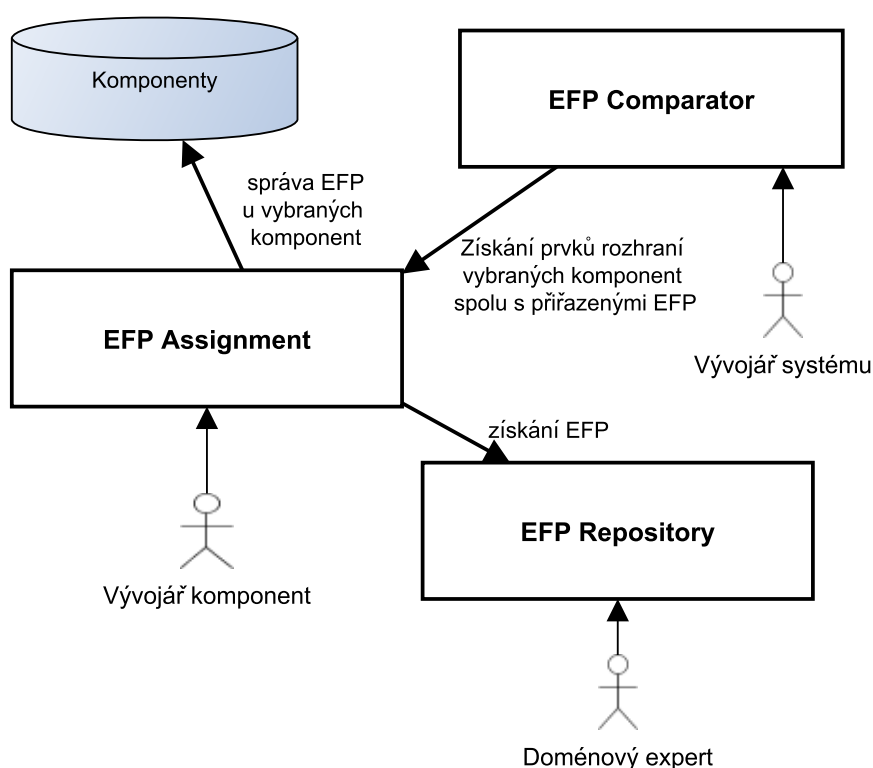 Komponenty
EFP Comparator
správa EFP
u vybraných
komponent
Získání prvků rozhraní
vybraných komponent
spolu s přiřazenými EFP
EFP Assignment
Vývojář systému
získání EFP
EFP Repository
Vývojář komponent
Doménový expert